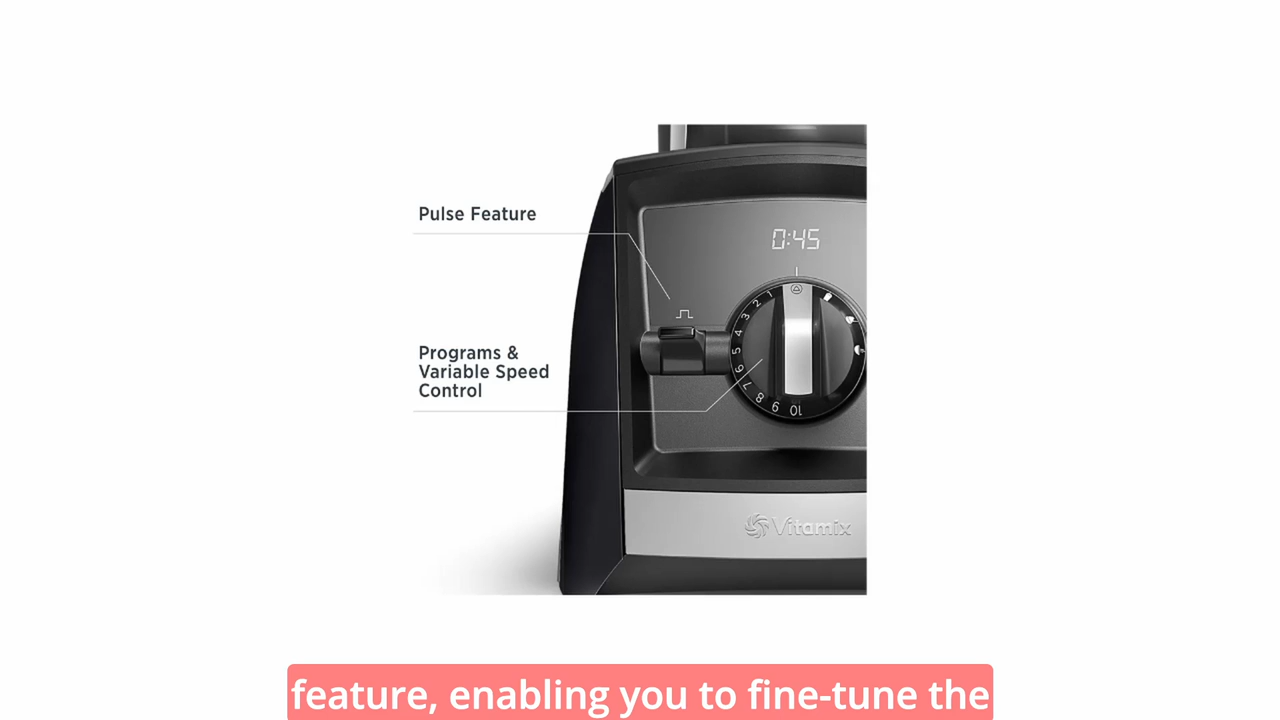 Pulse Feature
0:45
Programs &
Variable Speed
Control
1
2
3
4
5
6
7
8
9
10
Vitamix
feature, enabling you to fine-tune the